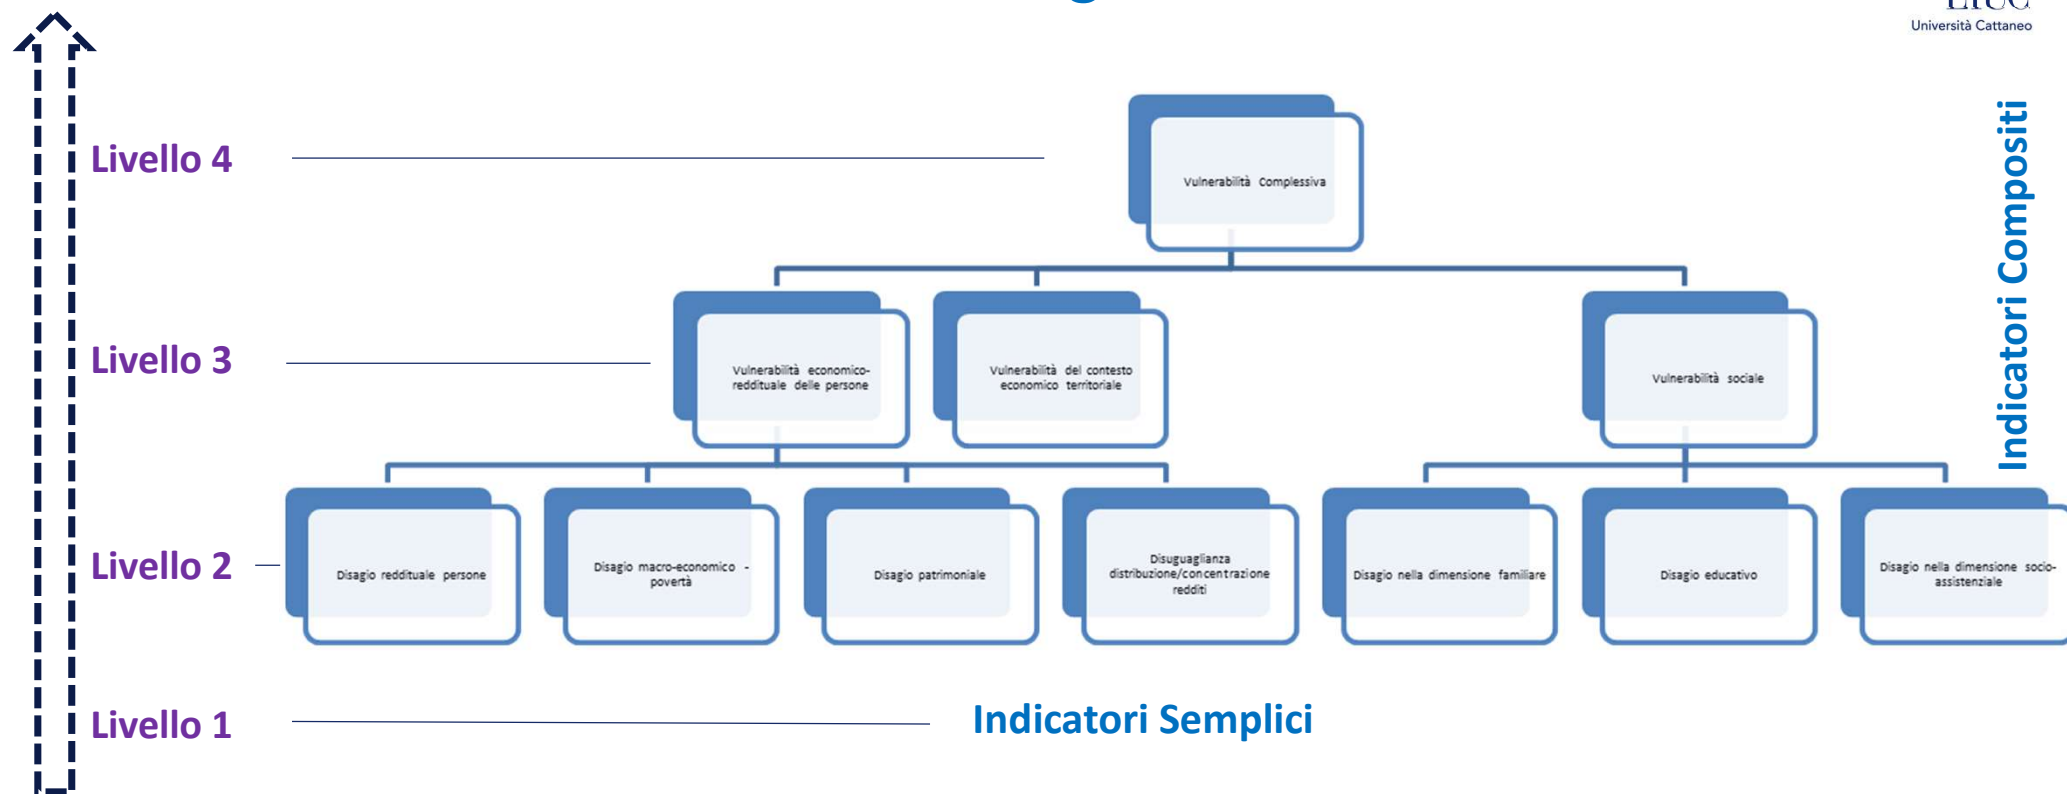 Università Cattaneo
Livello 4
Vulnerabilità Complessiva
Indicatori Compositi
Livello 3
Vulnerabilità economico-
reddituale delle persone
Vulnerabilità del contesto
economico territoriale
Vulnerabilità sociale
Livello 2
Disagio reddituale persone
Disagio macro-economico -
povertà
Disagio patrimoniale
Disuguaglianza
distribuzione/concentrazione
redditi
Disagio nella dimensione familiare
Disagio educativo
Disagio nella dimensione socio-
assistenziale
Livello 1
Indicatori Semplici